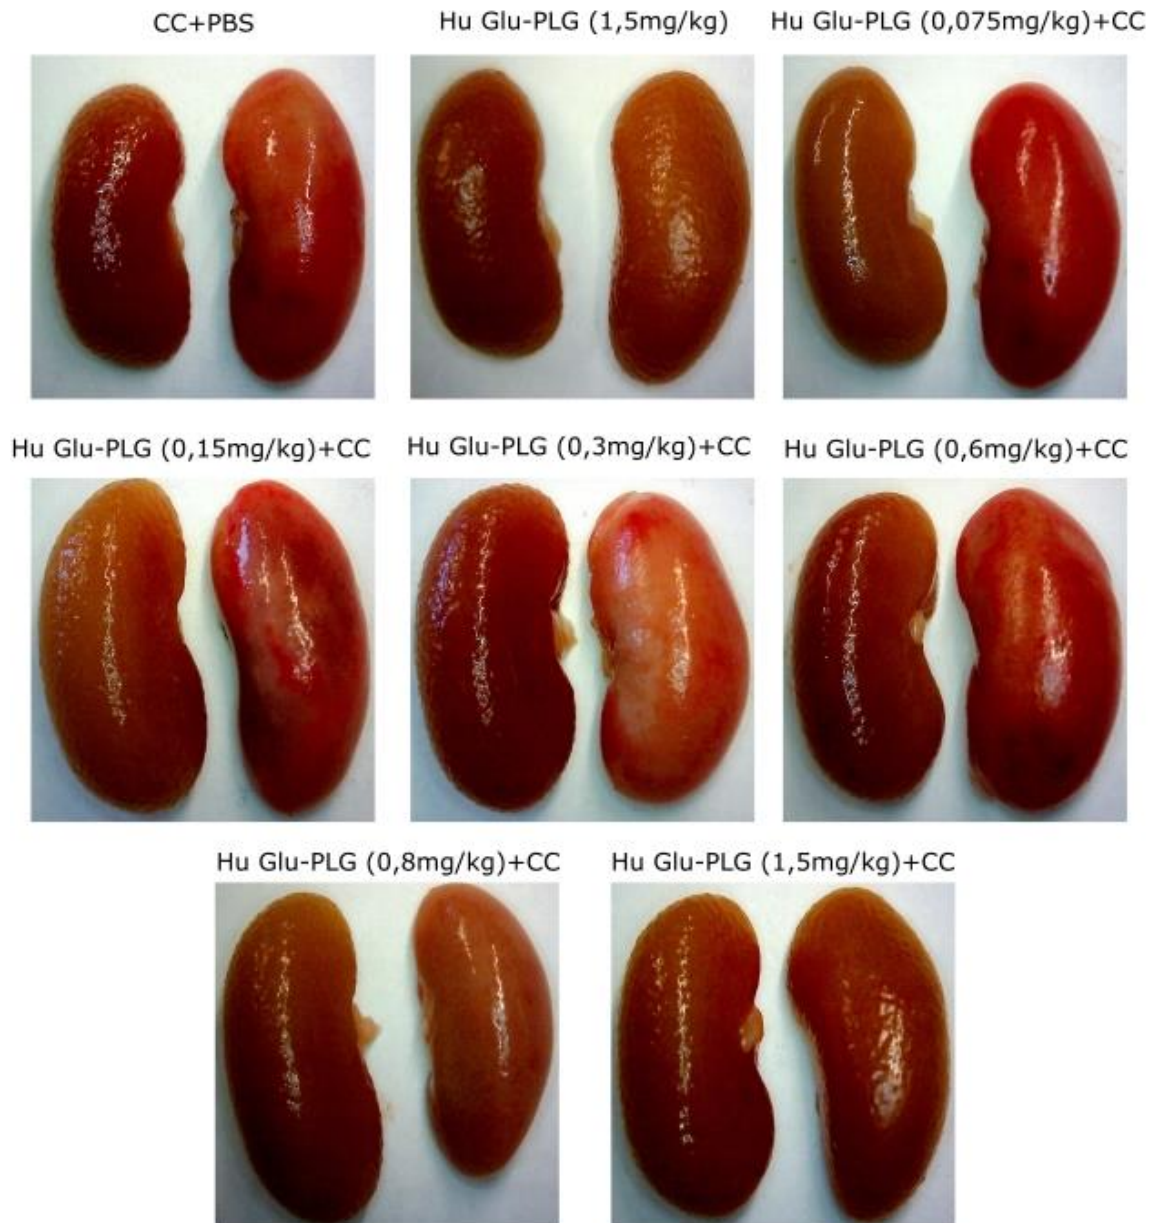 CC+PBS
Hu Glu-PLG (1,5mg/kg)
Hu Glu-PLG (0,075mg/kg)+CC
Hu Glu-PLG (0,15mg/kg)+CC
Hu Glu-PLG (0,3mg/kg)+CC
Hu Glu-PLG (0,6mg/kg)+CC
Hu Glu-PLG (0,8mg/kg)+CC
Hu Glu-PLG (1,5mg/kg)+CC